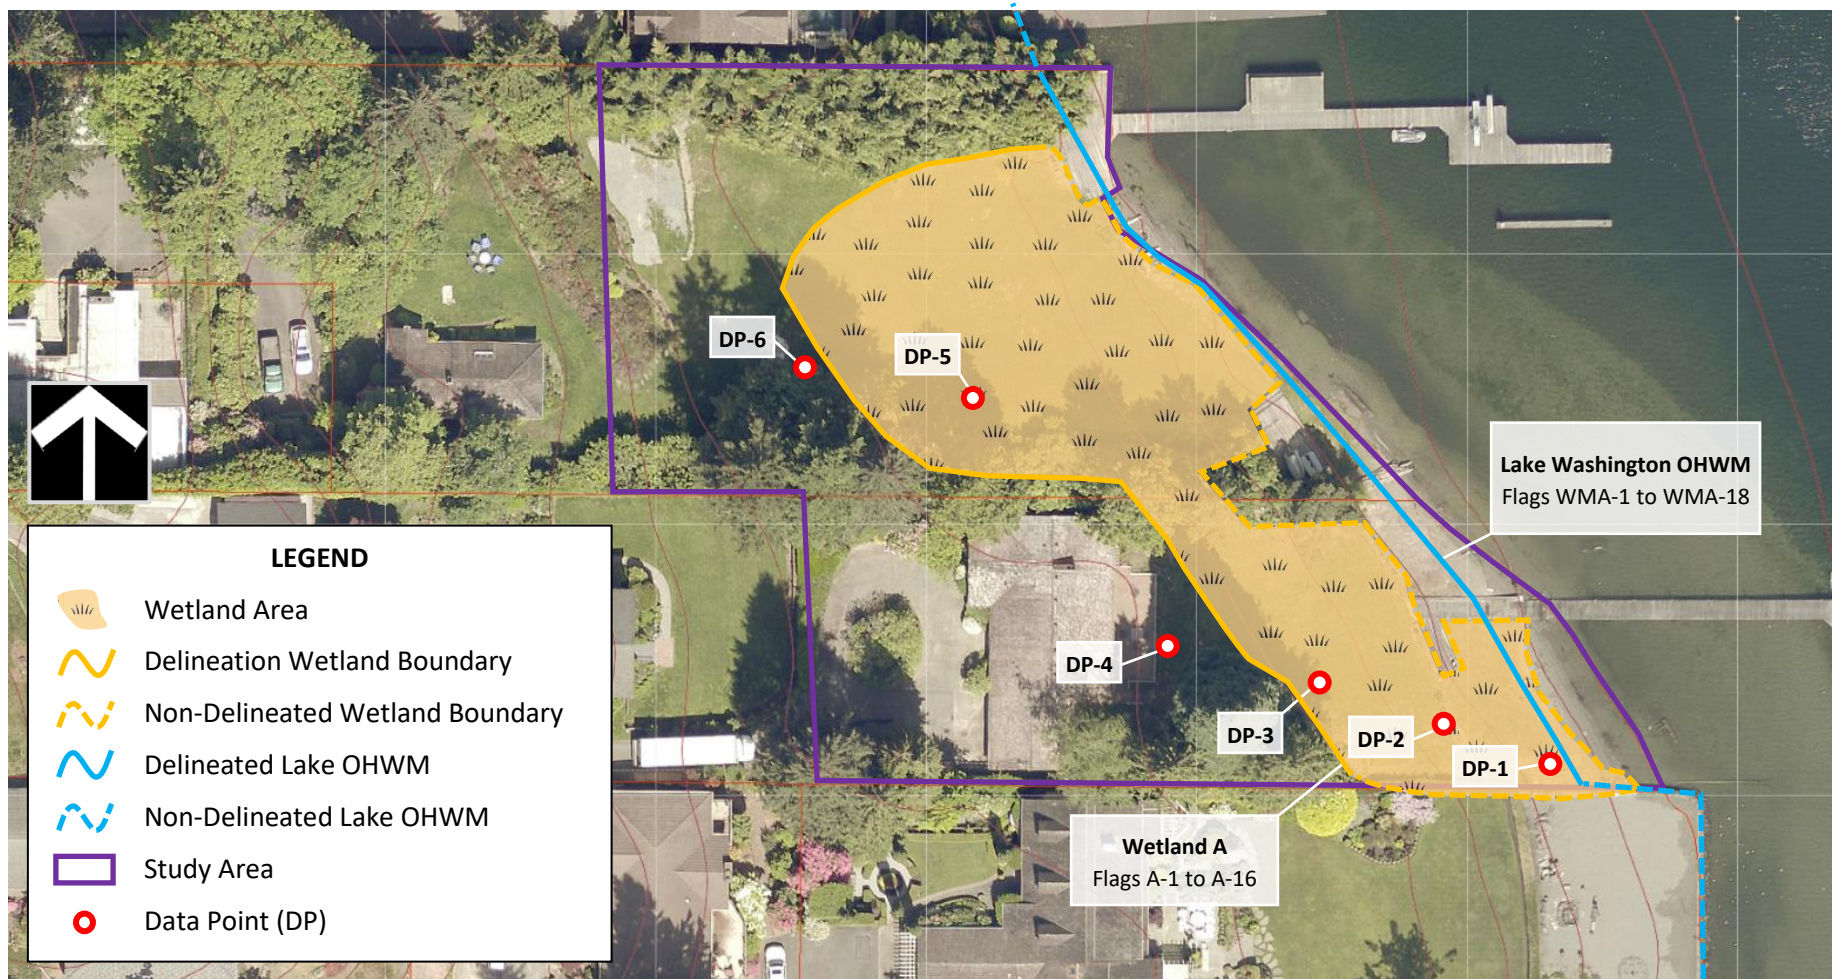 DP-6
DP-5
Lake Washington OHWM
Flags WMA-1 to WMA-18
DP-4
DP-3
DP-2
DP-1
Wetland A
Flags A-1 to A-16
LEGEND
Wetland Area
Delineation Wetland Boundary
Non-Delineated Wetland Boundary
Delineated Lake OHWM
Non-Delineated Lake OHWM
Study Area
Data Point (DP)